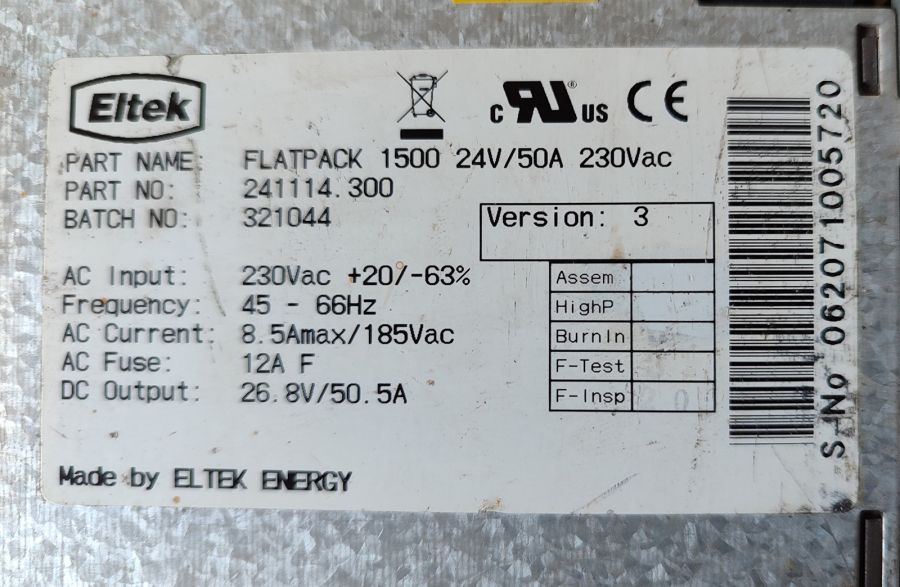 Eltek
c RU US CE
PART NAME: FLATPACK 1500 24V/50A 230Vac
PART NO: 241114.300
BATCH NO: 321044
Version: 3
AC Input: 230Vac +20/-63%
Frequency: 45 - 66Hz
AC Current: 8.5Amax/185Vac
AC Fuse: 12A F
DC Output: 26.8V/50.5A
Assem
HighP
BurnIn
F-Test
F-Insp
Made by ELTEK ENERGY
S-No 062071005720